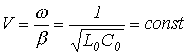 V = ω/β = 1/√(L₀C₀) = const